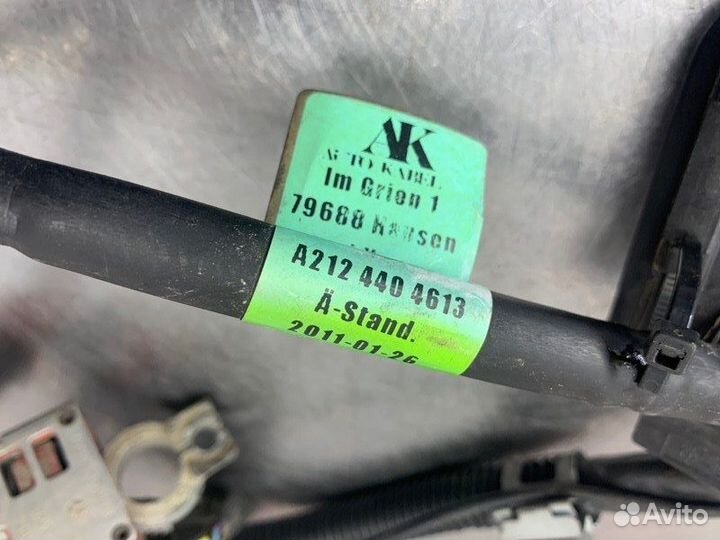 AK
AUTO KABEL
Im Grien 1
79688 Hausen
A212 440 4613
Ä-Stand.
2011-01-26
Avito